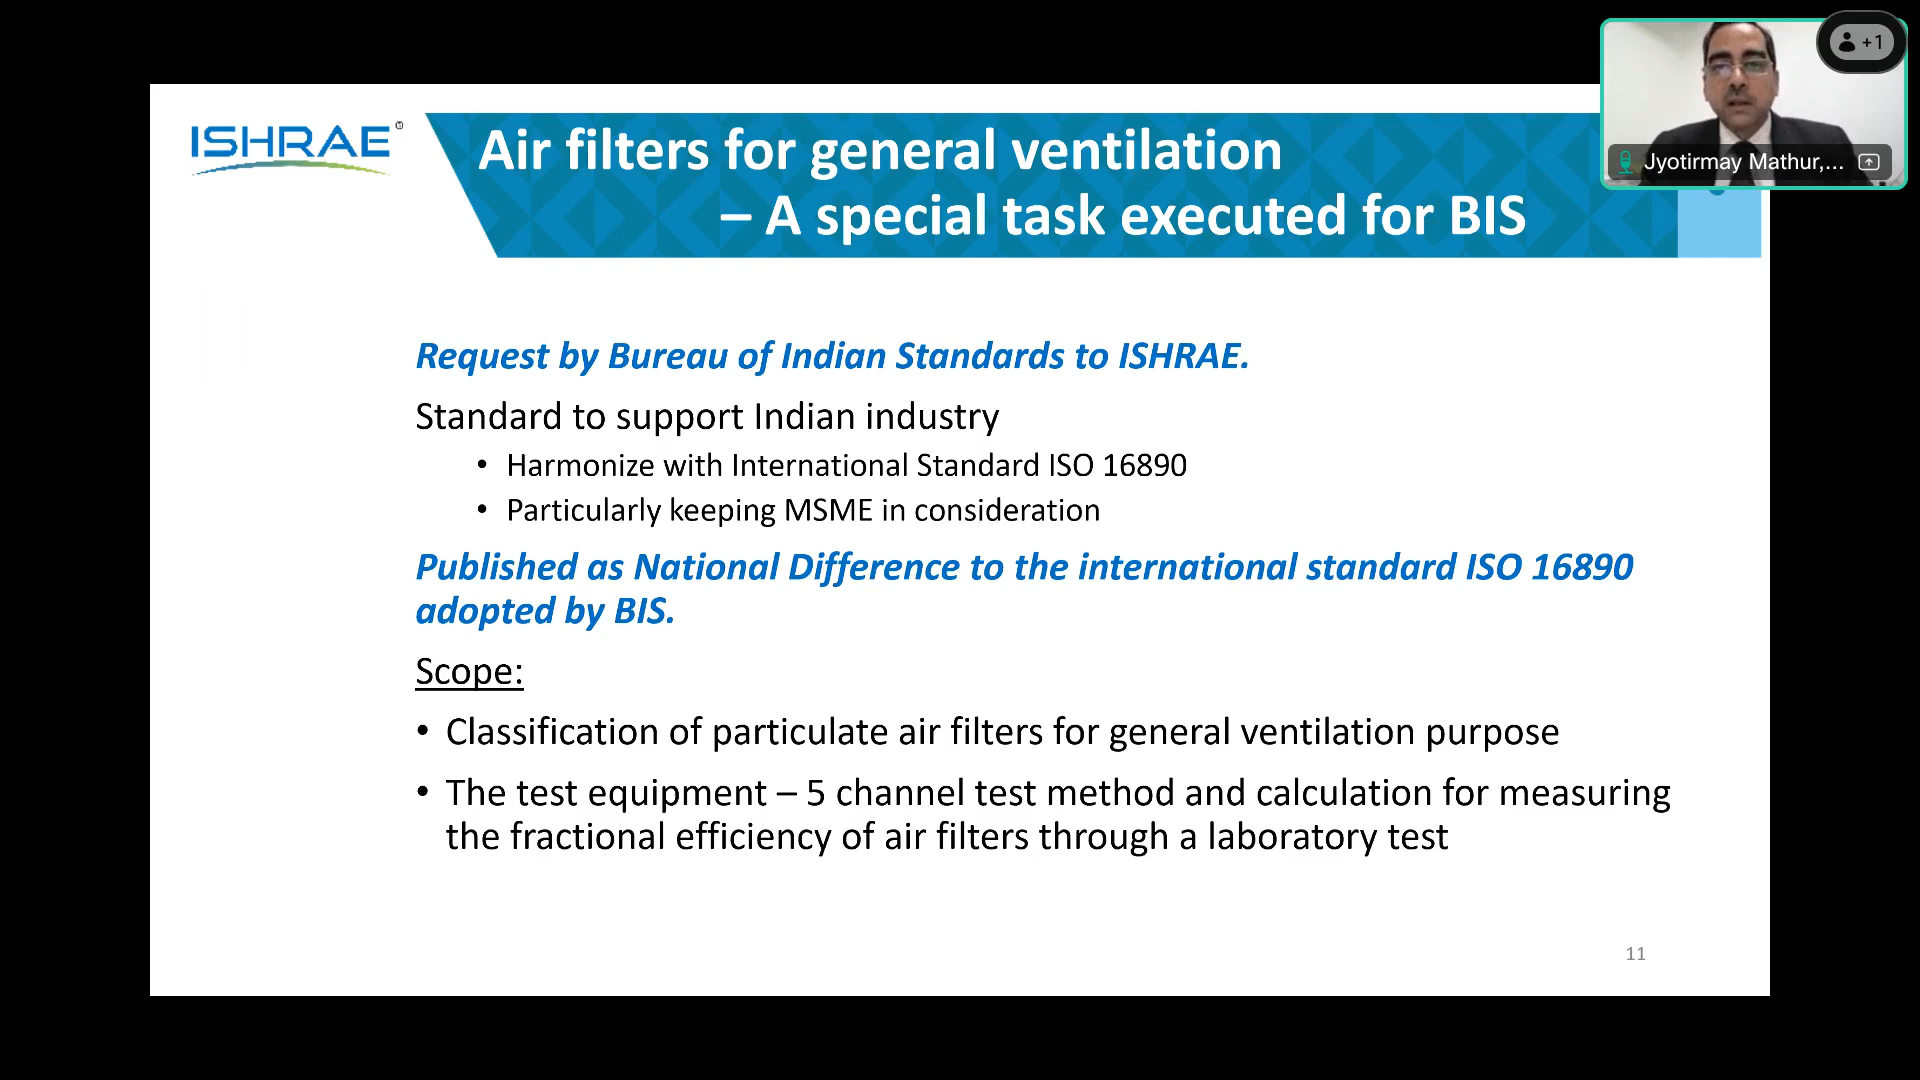 +1
Jyotirmay Mathur,...
ISHRAE
Air filters for general ventilation
– A special task executed for BIS
Request by Bureau of Indian Standards to ISHRAE.
Standard to support Indian industry
• Harmonize with International Standard ISO 16890
• Particularly keeping MSME in consideration
Published as National Difference to the international standard ISO 16890
adopted by BIS.
Scope:
• Classification of particulate air filters for general ventilation purpose
• The test equipment – 5 channel test method and calculation for measuring
the fractional efficiency of air filters through a laboratory test
11